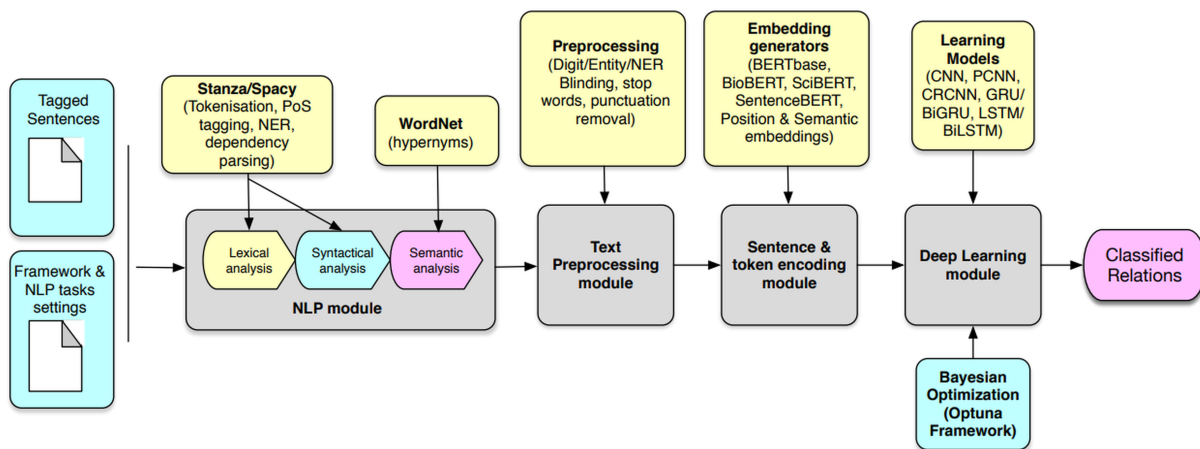 Tagged
Sentences
Framework &
NLP tasks
settings
Stanza/Spacy
(Tokenisation, PoS
tagging, NER,
dependency
parsing)
WordNet
(hypernyms)
Lexical
analysis
Syntactical
analysis
Semantic
analysis
NLP module
Preprocessing
(Digit/Entity/NER
Blinding, stop
words, punctuation
removal)
Text
Preprocessing
module
Embedding
generators
(BERTbase,
BioBERT, SciBERT,
SentenceBERT,
Position & Semantic
embeddings)
Sentence &
token encoding
module
Learning
Models
(CNN, PCNN,
CRCNN, GRU/
BiGRU, LSTM/
BiLSTM)
Deep Learning
module
Bayesian
Optimization
(Optuna
Framework)
Classified
Relations